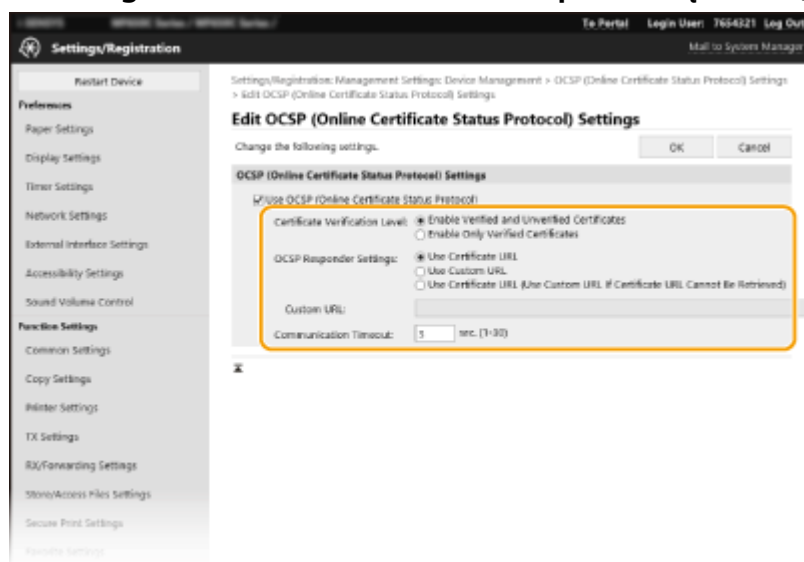 To Portal Login User: 7654321 Log Out
Settings/Registration
Mail to System Manager
Restart Device
Settings/Registration: Management Settings: Device Management > OCSP (Online Certificate Status Protocol) Settings
> Edit OCSP (Online Certificate Status Protocol) Settings
Preferences
Edit OCSP (Online Certificate Status Protocol) Settings
Paper Settings
Change the following settings.
OK
Cancel
Display Settings
OCSP (Online Certificate Status Protocol) Settings
Timer Settings
Use OCSP (Online Certificate Status Protocol)
Network Settings
Certificate Verification Level: Enable Verified and Unverified Certificates
Enable Only Verified Certificates
External Interface Settings
OCSP Responder Settings: Use Certificate URL
Use Custom URL
Accessibility Settings
Use Certificate URL (Use Custom URL if Certificate URL Cannot Be Retrieved)
Sound Volume Control
Custom URL:
Function Settings
Communication Timeout: 3 sec. (1-30)
Common Settings
Copy Settings
Printer Settings
TX Settings
RX/Forwarding Settings
Store/Access Files Settings
Secure Print Settings